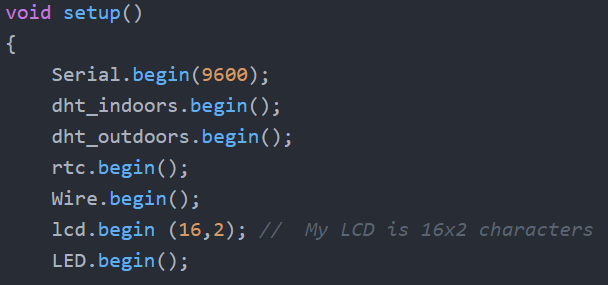 void setup()
{
    Serial.begin(9600);
    dht_indoors.begin();
    dht_outdoors.begin();
    rtc.begin();
    Wire.begin();
    lcd.begin (16,2); //  My LCD is 16x2 characters
    LED.begin();